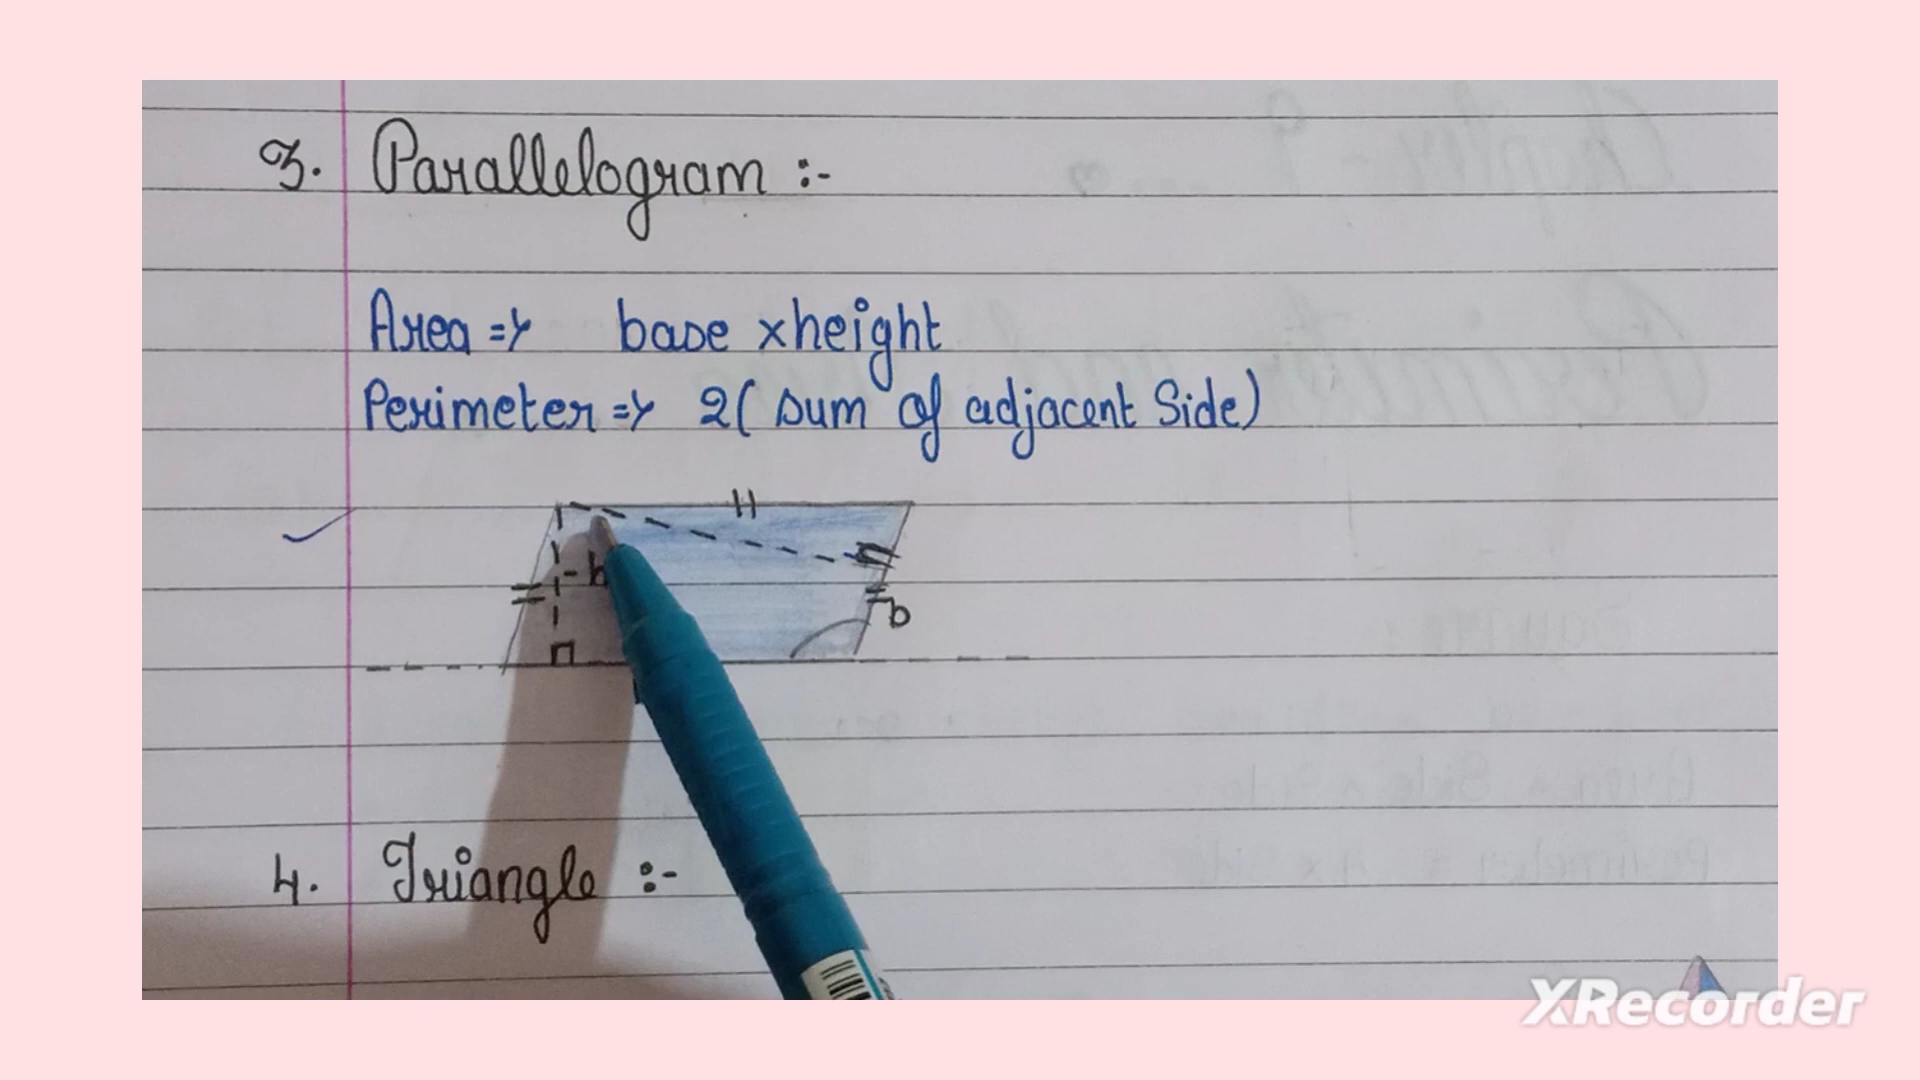 3. Parallelogram :-
Area => base x height
Perimeter => 2( Sum of adjacent Side)
h
b
4. Triangle :-
XRecorder